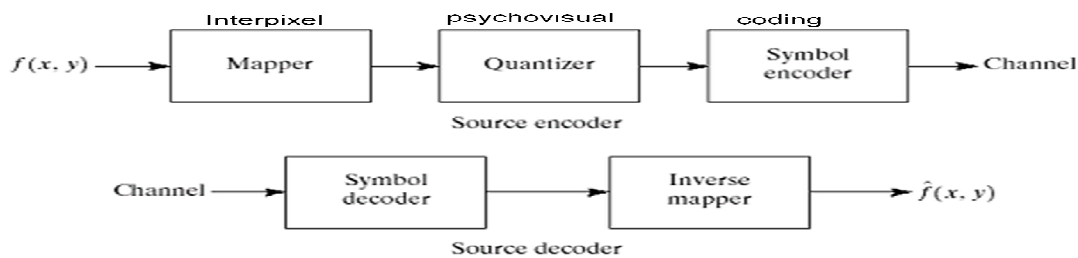 Interpixel psychovisual coding
f(x, y) Mapper Quantizer Symbol encoder Channel
Source encoder
Channel Symbol decoder Inverse mapper f̂(x, y)
Source decoder